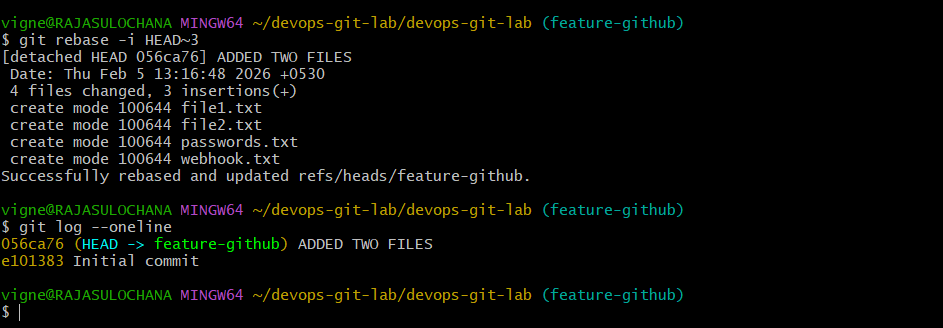 vigne@RAJASULOCHANA MINGW64 ~/devops-git-lab/devops-git-lab (feature-github)
$ git rebase -i HEAD~3
[detached HEAD 056ca76] ADDED TWO FILES
 Date: Thu Feb 5 13:16:48 2026 +0530
 4 files changed, 3 insertions(+)
 create mode 100644 file1.txt
 create mode 100644 file2.txt
 create mode 100644 passwords.txt
 create mode 100644 webhook.txt
Successfully rebased and updated refs/heads/feature-github.
vigne@RAJASULOCHANA MINGW64 ~/devops-git-lab/devops-git-lab (feature-github)
$ git log --oneline
056ca76 (HEAD -> feature-github) ADDED TWO FILES
e101383 Initial commit
vigne@RAJASULOCHANA MINGW64 ~/devops-git-lab/devops-git-lab (feature-github)
$